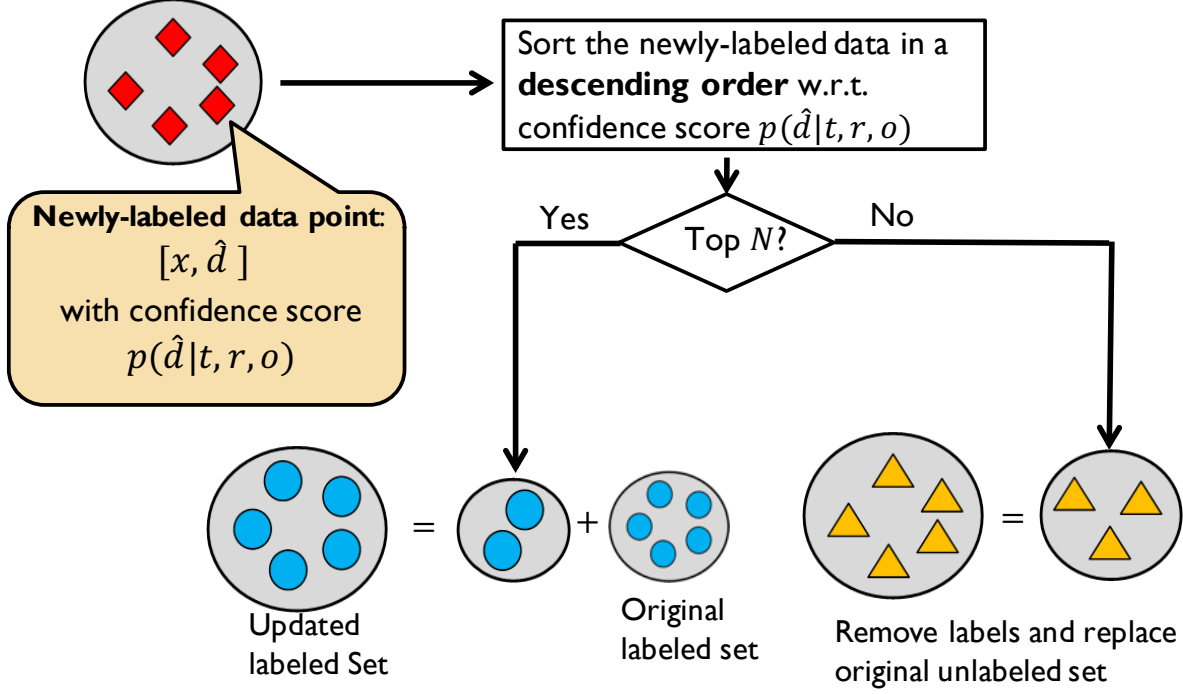 Sort the newly-labeled data in a
descending order w.r.t.
confidence score p(d̂|t, r, o)
Newly-labeled data point:
[x, d̂ ]
with confidence score
p(d̂|t, r, o)
Yes
Top N?
No
=
+
=
Updated
labeled Set
Original
labeled set
Remove labels and replace
original unlabeled set